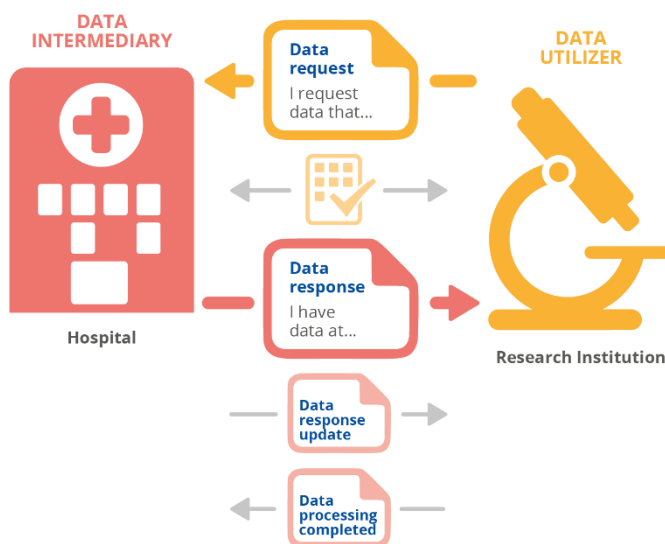 DATA
INTERMEDIARY
Data
request
I request
data that...
DATA
UTILIZER
Data
response
I have
data at...
Hospital
Research Institution
Data
response
update
Data
processing
completed